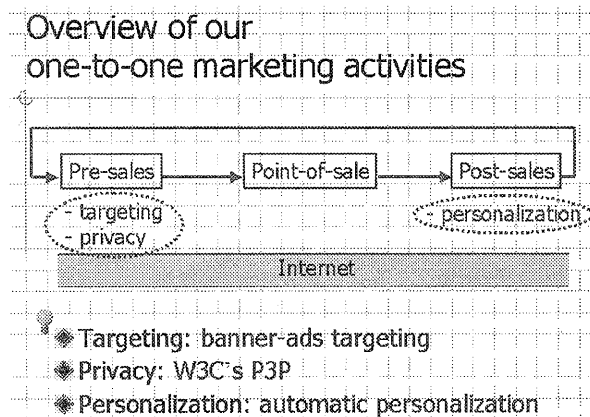 Overview of our
one-to-one marketing activities
Pre-sales
Point-of-sale
Post-sales
- targeting
- privacy
- personalization
Internet
Targeting: banner-ads targeting
Privacy: W3C's P3P
Personalization: automatic personalization